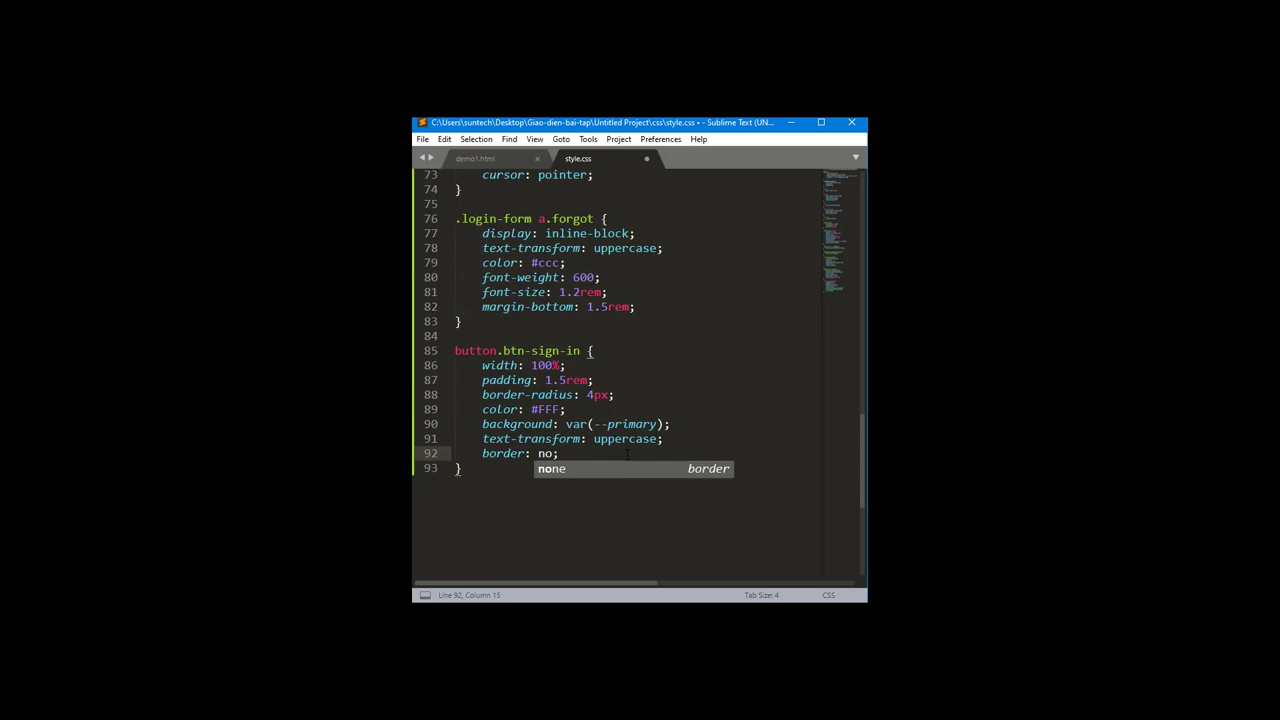 C:\Users\suntech\Desktop\Giao-dien-bai-tap\Untitled Project\css\style.css • - Sublime Text (UN...
File Edit Selection Find View Goto Tools Project Preferences Help
demo1.html style.css
73 cursor: pointer;
74 }
75
76 .login-form a.forgot {
77 display: inline-block;
78 text-transform: uppercase;
79 color: #ccc;
80 font-weight: 600;
81 font-size: 1.2rem;
82 margin-bottom: 1.5rem;
83 }
84
85 button.btn-sign-in {
86 width: 100%;
87 padding: 1.5rem;
88 border-radius: 4px;
89 color: #FFF;
90 background: var(--primary);
91 text-transform: uppercase;
92 border: no;
none border
93 }
Line 92, Column 15 Tab Size: 4 CSS